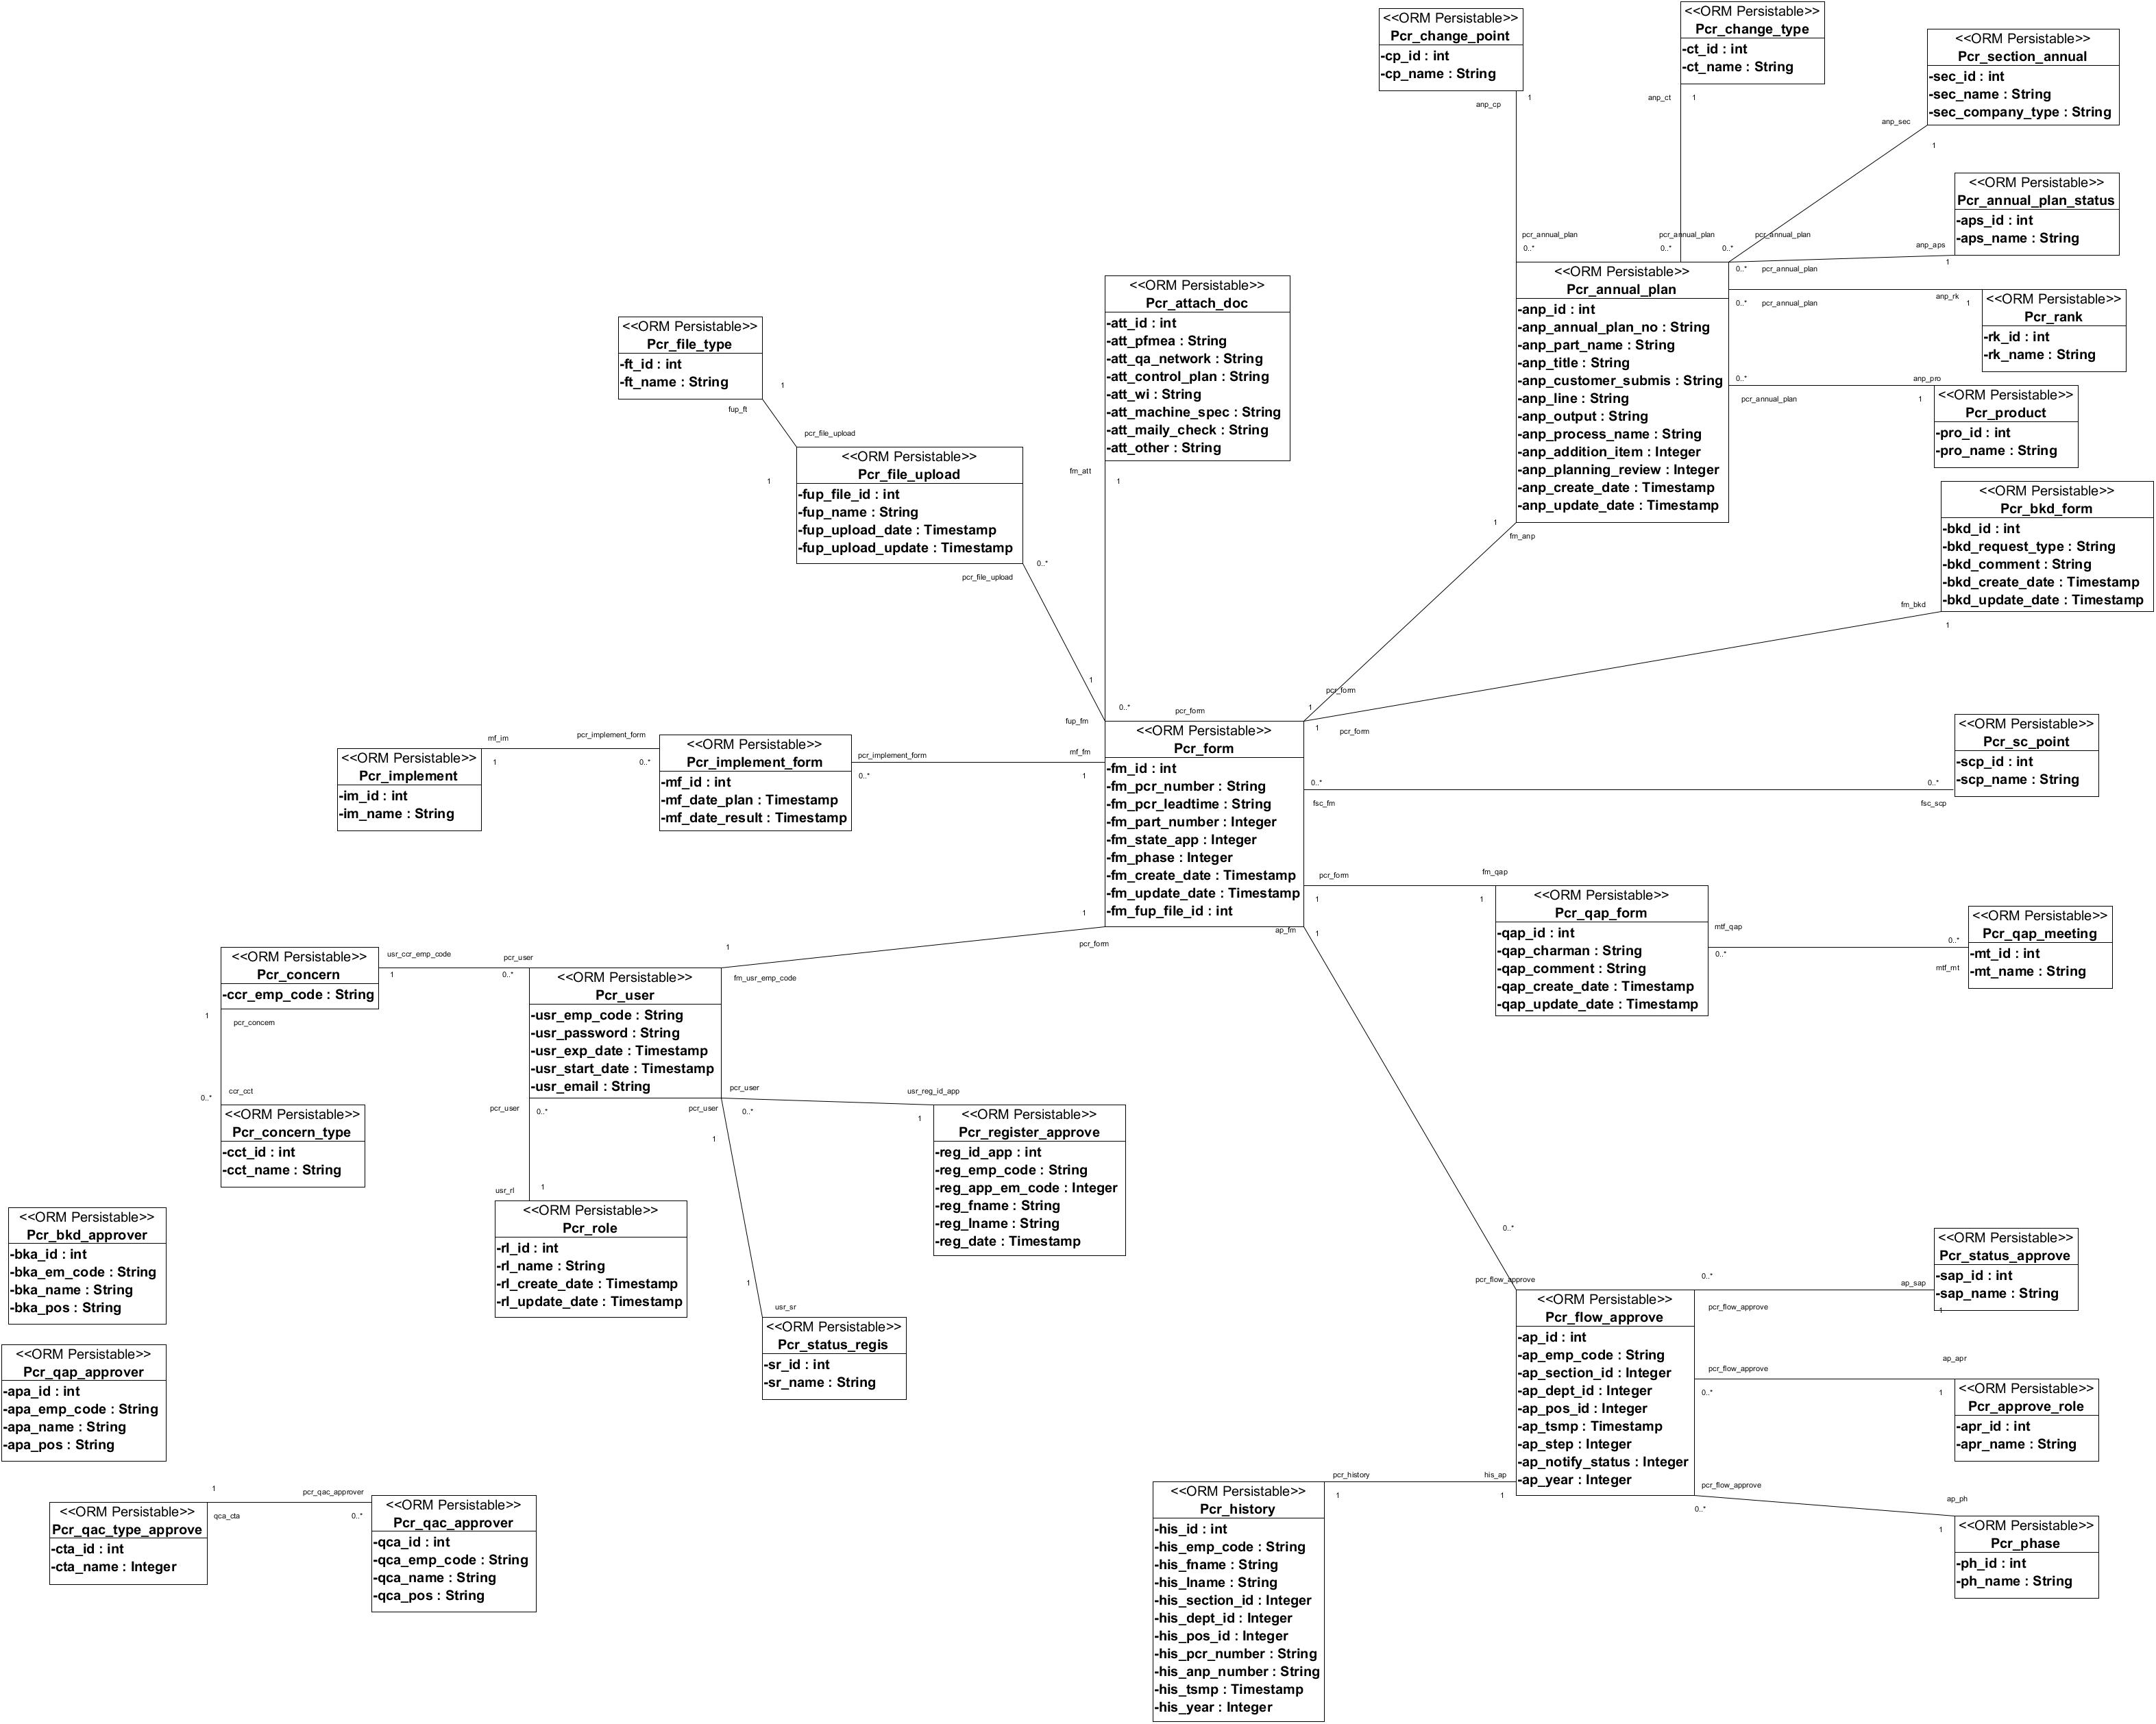 <<ORM Persistable>>
Pcr_change_point
-cp_id : int
-cp_name : String
<<ORM Persistable>>
Pcr_change_type
-ct_id : int
-ct_name : String
<<ORM Persistable>>
Pcr_section_annual
-sec_id : int
-sec_name : String
-sec_company_type : String
anp_cp
1
anp_ct
1
anp_sec
1
<<ORM Persistable>>
Pcr_annual_plan_status
-aps_id : int
-aps_name : String
pcr_annual_plan
0..*
pcr_annual_plan
0..*
pcr_annual_plan
0..*
anp_aps
1
0..*
pcr_annual_plan
<<ORM Persistable>>
Pcr_annual_plan
-anp_id : int
-anp_annual_plan_no : String
-anp_part_name : String
-anp_title : String
-anp_customer_submis : String
-anp_line : String
-anp_output : String
-anp_process_name : String
-anp_addition_item : Integer
-anp_planning_review : Integer
-anp_create_date : Timestamp
-anp_update_date : Timestamp
0..*
pcr_annual_plan
anp_rk
1
<<ORM Persistable>>
Pcr_rank
-rk_id : int
-rk_name : String
0..*
pcr_annual_plan
anp_pro
1
<<ORM Persistable>>
Pcr_product
-pro_id : int
-pro_name : String
<<ORM Persistable>>
Pcr_bkd_form
-bkd_id : int
-bkd_request_type : String
-bkd_comment : String
-bkd_create_date : Timestamp
-bkd_update_date : Timestamp
fm_bkd
1
<<ORM Persistable>>
Pcr_attach_doc
-att_id : int
-att_pfmea : String
-att_qa_network : String
-att_control_plan : String
-att_wi : String
-att_machine_spec : String
-att_maily_check : String
-att_other : String
fm_att
1
<<ORM Persistable>>
Pcr_file_type
-ft_id : int
-ft_name : String
1
fup_ft
pcr_file_upload
1
<<ORM Persistable>>
Pcr_file_upload
-fup_file_id : int
-fup_name : String
-fup_upload_date : Timestamp
-fup_upload_update : Timestamp
0..*
pcr_file_upload
1
fm_anp
1
fup_fm
0..*
pcr_form
pcr_form
1
1
pcr_form
<<ORM Persistable>>
Pcr_form
-fm_id : int
-fm_pcr_number : String
-fm_pcr_leadtime : String
-fm_part_number : Integer
-fm_state_app : Integer
-fm_phase : Integer
-fm_create_date : Timestamp
-fm_update_date : Timestamp
-fm_fup_file_id : int
<<ORM Persistable>>
Pcr_implement
-im_id : int
-im_name : String
mf_im
1
pcr_implement_form
0..*
<<ORM Persistable>>
Pcr_implement_form
-mf_id : int
-mf_date_plan : Timestamp
-mf_date_result : Timestamp
pcr_implement_form
0..*
mf_fm
1
0..*
fsc_fm
0..*
fsc_scp
<<ORM Persistable>>
Pcr_sc_point
-scp_id : int
-scp_name : String
pcr_form
1
fm_qap
1
<<ORM Persistable>>
Pcr_qap_form
-qap_id : int
-qap_charman : String
-qap_comment : String
-qap_create_date : Timestamp
-qap_update_date : Timestamp
mtf_qap
0..*
0..*
mtf_mt
<<ORM Persistable>>
Pcr_qap_meeting
-mt_id : int
-mt_name : String
1
pcr_form
ap_fm
1
<<ORM Persistable>>
Pcr_concern
-ccr_emp_code : String
usr_ccr_emp_code
1
pcr_user
0..*
1
fm_usr_emp_code
<<ORM Persistable>>
Pcr_user
-usr_emp_code : String
-usr_password : String
-usr_exp_date : Timestamp
-usr_start_date : Timestamp
-usr_email : String
1
pcr_concern
ccr_cct
0..*
<<ORM Persistable>>
Pcr_concern_type
-cct_id : int
-cct_name : String
pcr_user
0..*
pcr_user
1
pcr_user
0..*
usr_reg_id_app
1
<<ORM Persistable>>
Pcr_register_approve
-reg_id_app : int
-reg_emp_code : String
-reg_app_em_code : Integer
-reg_fname : String
-reg_lname : String
-reg_date : Timestamp
usr_rl
1
<<ORM Persistable>>
Pcr_role
-rl_id : int
-rl_name : String
-rl_create_date : Timestamp
-rl_update_date : Timestamp
1
usr_sr
<<ORM Persistable>>
Pcr_status_regis
-sr_id : int
-sr_name : String
<<ORM Persistable>>
Pcr_bkd_approver
-bka_id : int
-bka_em_code : String
-bka_name : String
-bka_pos : String
<<ORM Persistable>>
Pcr_qap_approver
-apa_id : int
-apa_emp_code : String
-apa_name : String
-apa_pos : String
<<ORM Persistable>>
Pcr_qac_type_approve
-cta_id : int
-cta_name : Integer
1
qca_cta
pcr_qac_approver
0..*
<<ORM Persistable>>
Pcr_qac_approver
-qca_id : int
-qca_emp_code : String
-qca_name : String
-qca_pos : String
0..*
pcr_flow_approve
<<ORM Persistable>>
Pcr_flow_approve
-ap_id : int
-ap_emp_code : String
-ap_section_id : Integer
-ap_dept_id : Integer
-ap_pos_id : Integer
-ap_tsmp : Timestamp
-ap_step : Integer
-ap_notify_status : Integer
-ap_year : Integer
0..*
pcr_flow_approve
ap_sap
1
<<ORM Persistable>>
Pcr_status_approve
-sap_id : int
-sap_name : String
pcr_flow_approve
0..*
ap_apr
1
<<ORM Persistable>>
Pcr_approve_role
-apr_id : int
-apr_name : String
pcr_flow_approve
0..*
ap_ph
1
<<ORM Persistable>>
Pcr_phase
-ph_id : int
-ph_name : String
pcr_history
1
his_ap
1
<<ORM Persistable>>
Pcr_history
-his_id : int
-his_emp_code : String
-his_fname : String
-his_lname : String
-his_section_id : Integer
-his_dept_id : Integer
-his_pos_id : Integer
-his_pcr_number : String
-his_anp_number : String
-his_tsmp : Timestamp
-his_year : Integer